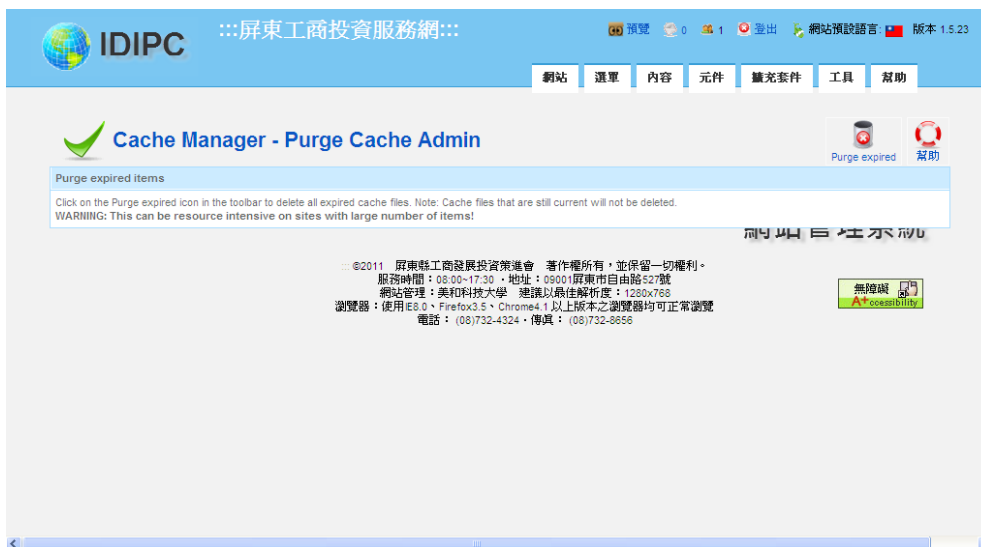 IDIPC
:::屏東工商投資服務網:::
預覽 0 1 登出 網站預設語言: 版本 1.5.23
網站 選單 內容 元件 擴充套件 工具 幫助
Cache Manager - Purge Cache Admin
Purge expired
幫助
Purge expired items
Click on the Purge expired icon in the toolbar to delete all expired cache files. Note: Cache files that are still current will not be deleted.
WARNING: This can be resource intensive on sites with large number of items!
網站管理系統
::: ©2011 屏東縣工商發展投資策進會 著作權所有，並保留一切權利。
服務時間：08:00~17:30 ‧地址：09001屏東市自由路527號
網站管理：美和科技大學 建議以最佳解析度：1280x768
瀏覽器：使用IE8.0、Firefox3.5、Chrome4.1 以上版本之瀏覽器均可正常瀏覽
電話： (08)732-4324‧傳真： (08)732-8656
無障礙
A+ccessibility